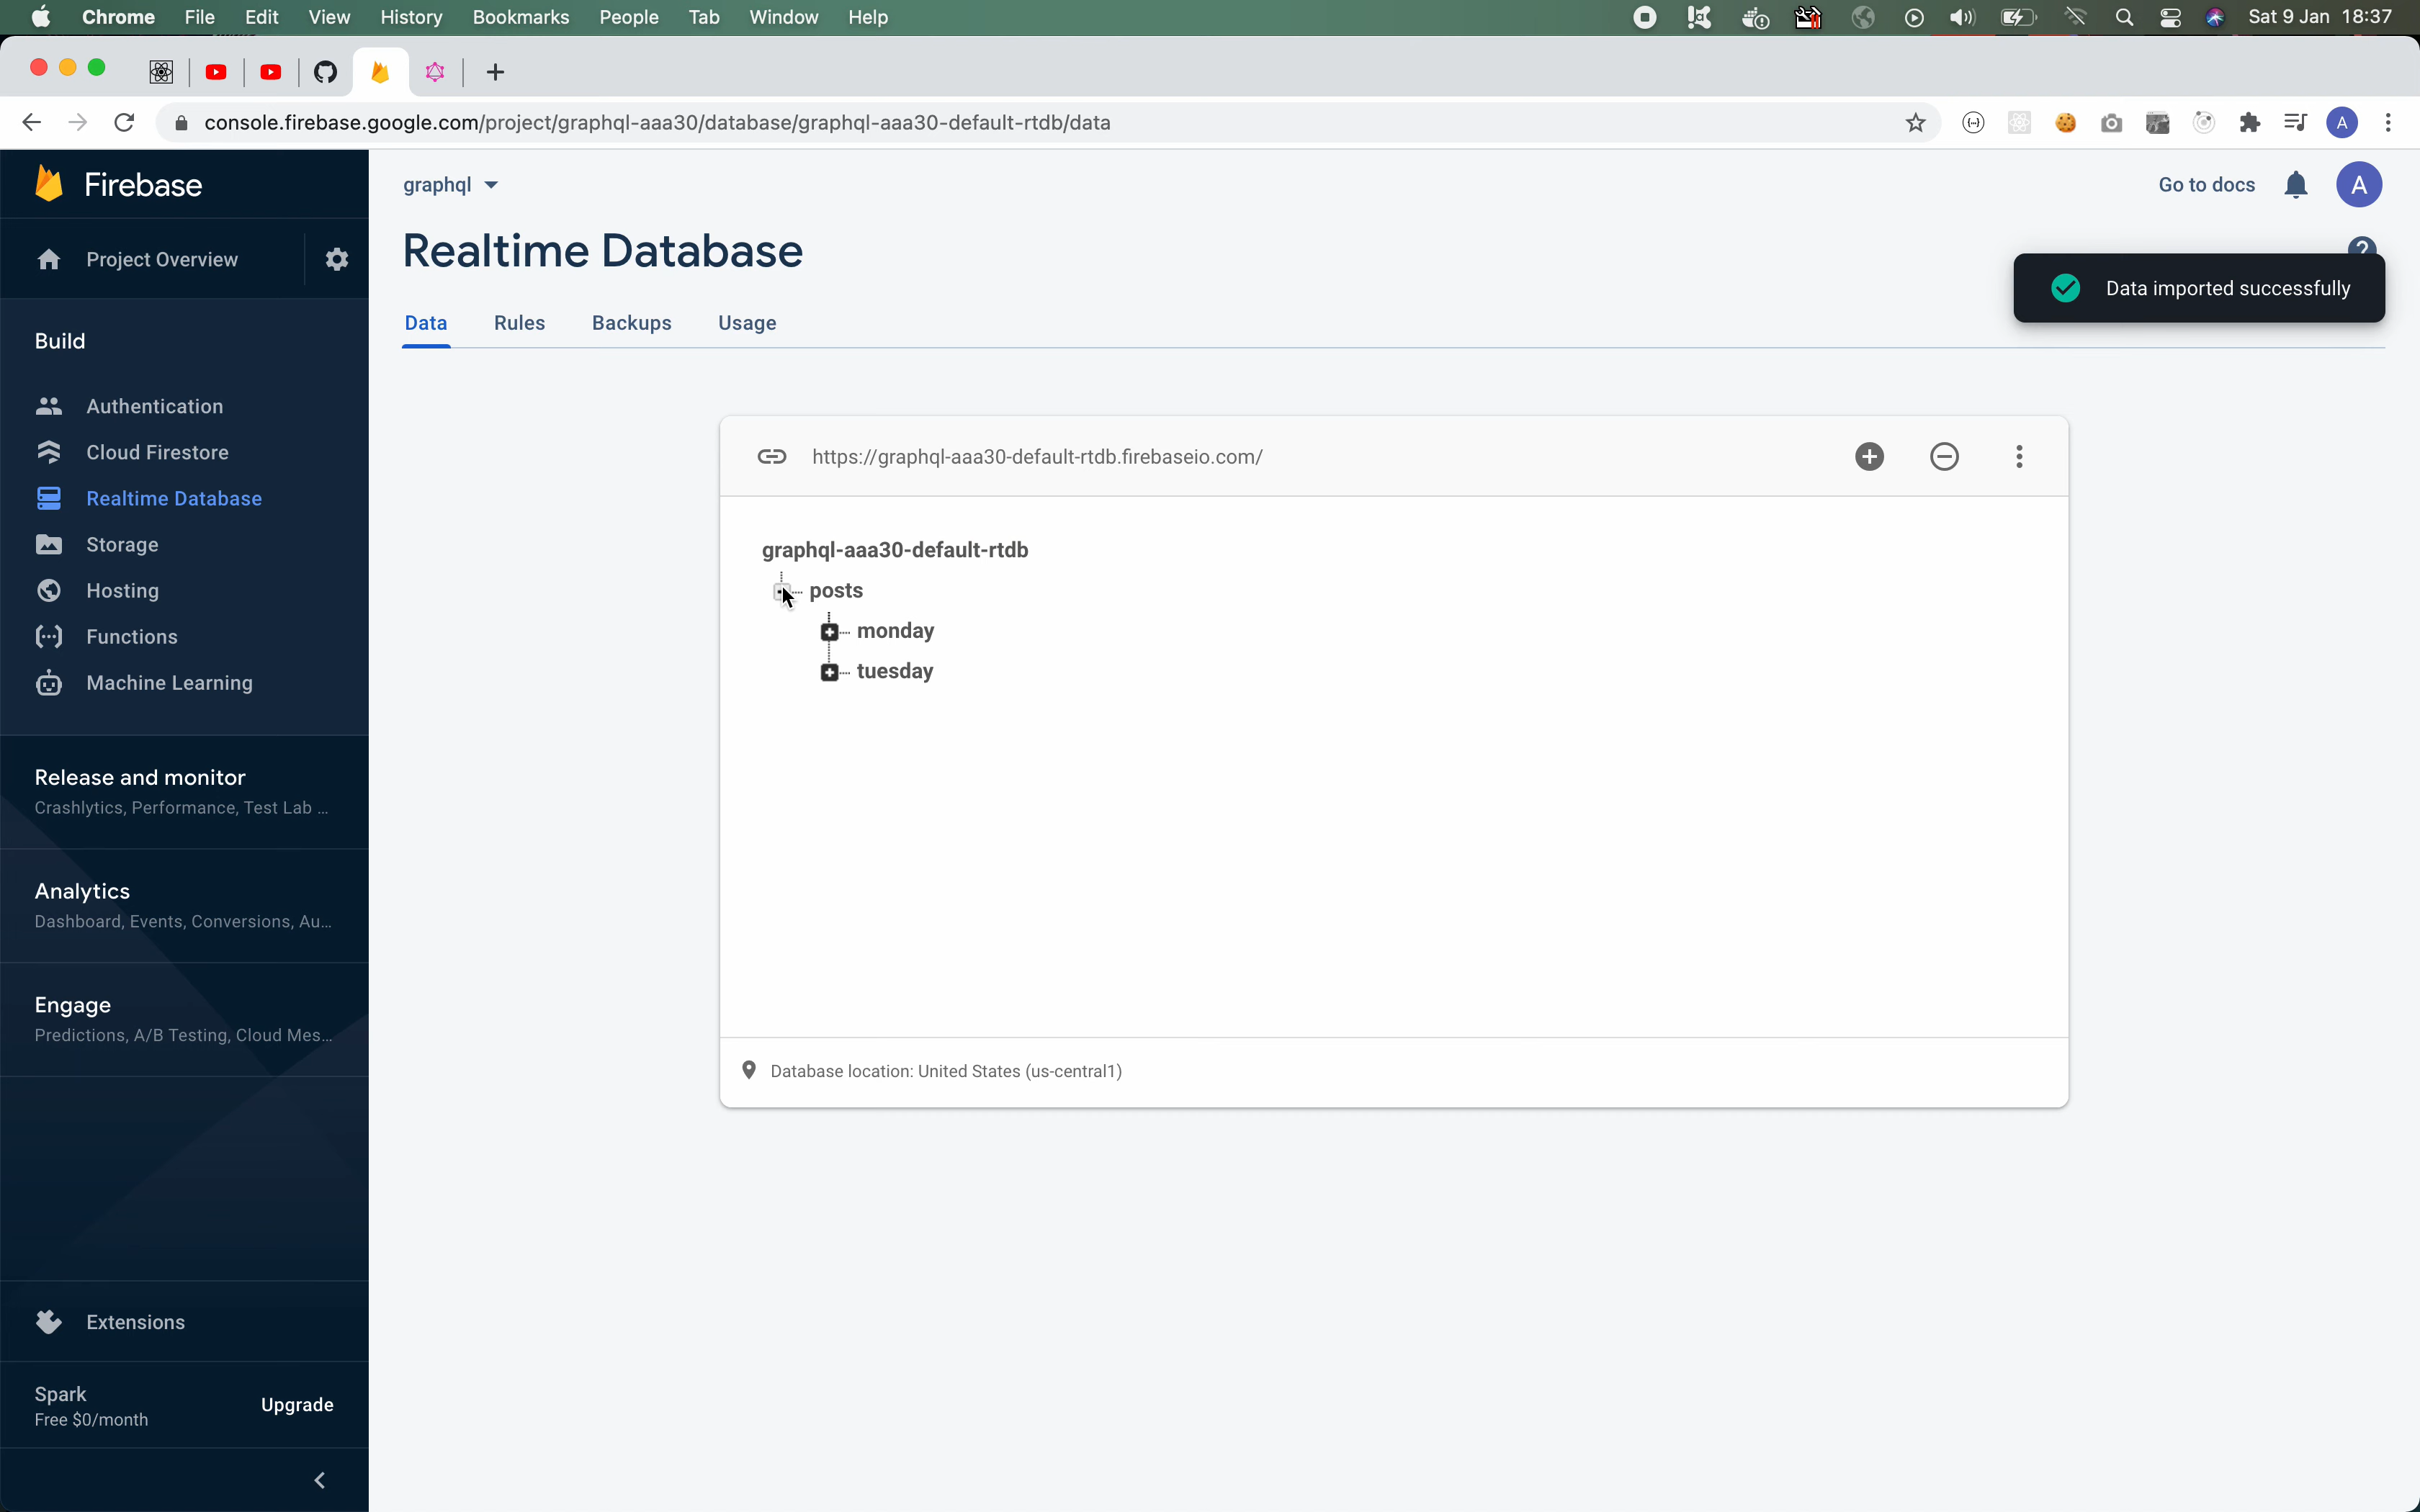 Chrome File Edit View History Bookmarks People Tab Window Help Sat 9 Jan 18:37
console.firebase.google.com/project/graphql-aaa30/database/graphql-aaa30-default-rtdb/data A
Firebase
graphql
Go to docs A
Project Overview
Realtime Database
?
Data imported successfully
Data Rules Backups Usage
Build
Authentication
Cloud Firestore
Realtime Database
Storage
Hosting
Functions
Machine Learning
https://graphql-aaa30-default-rtdb.firebaseio.com/
graphql-aaa30-default-rtdb
posts
monday
tuesday
Database location: United States (us-central1)
Release and monitor
Crashlytics, Performance, Test Lab ...
Analytics
Dashboard, Events, Conversions, Au...
Engage
Predictions, A/B Testing, Cloud Mes...
Extensions
Spark
Free $0/month
Upgrade